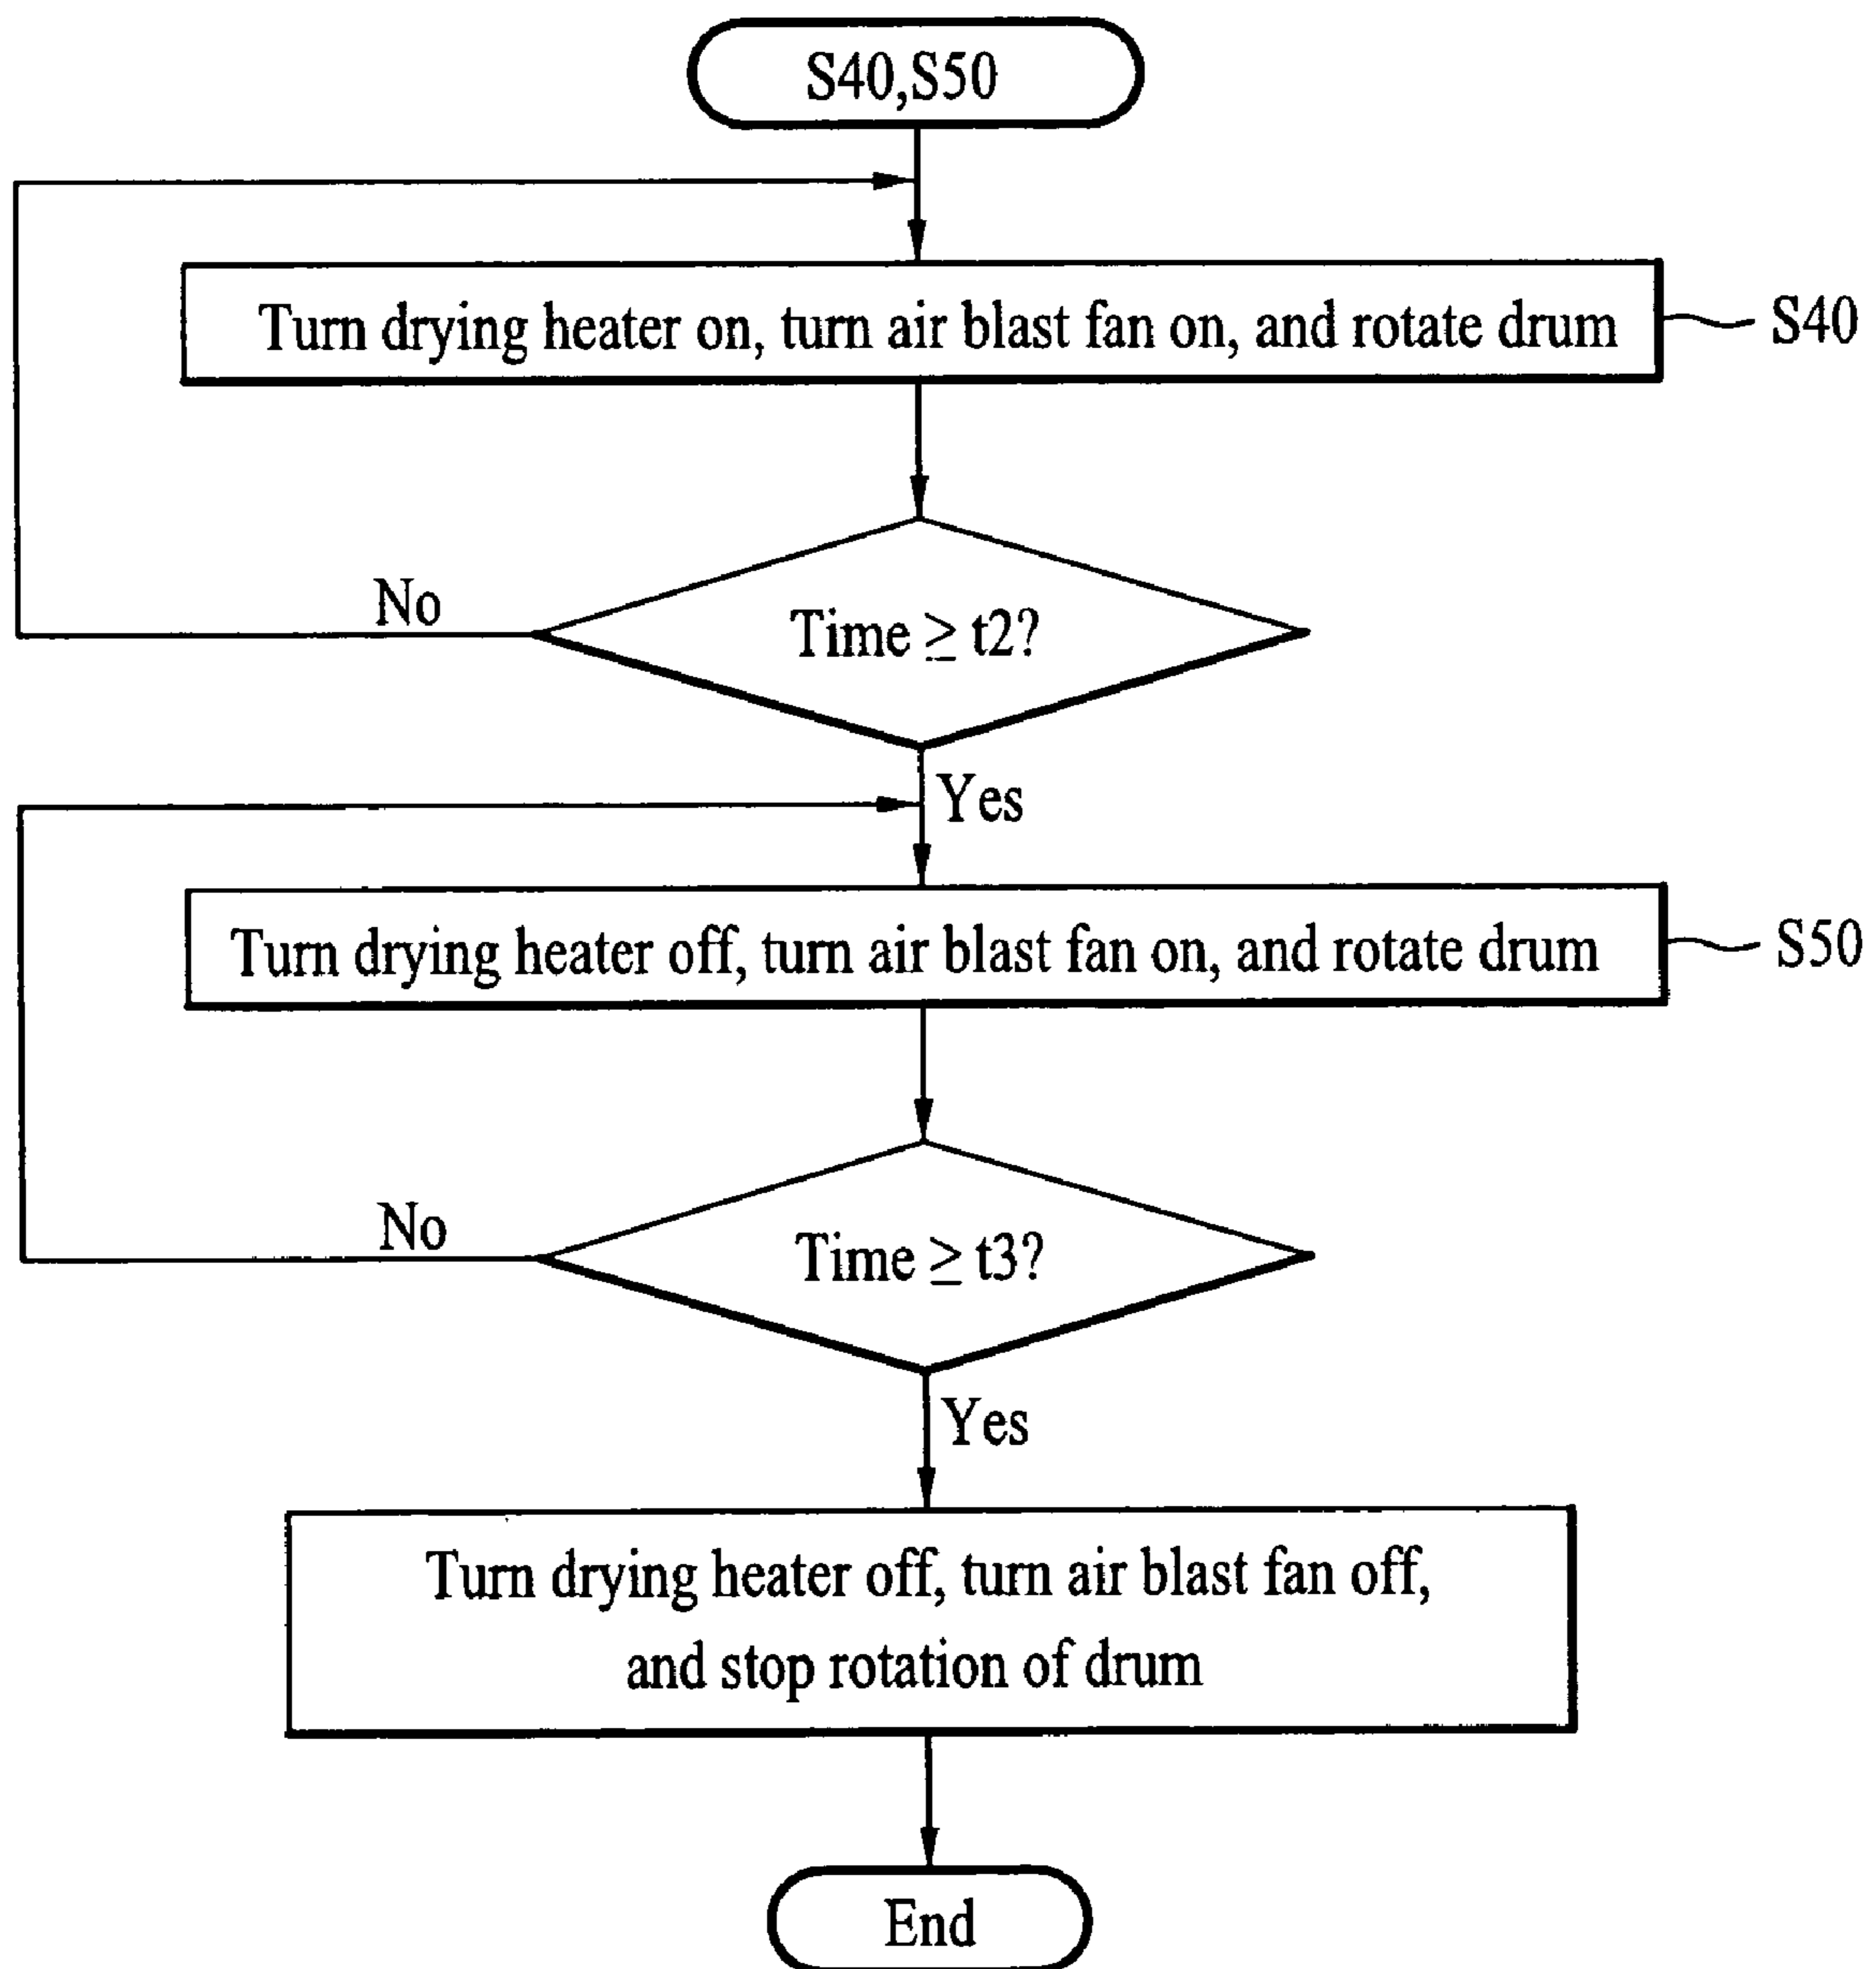 S40,S50
Turn drying heater on, turn air blast fan on, and rotate drum
S40
No
Time ≥ t2?
Yes
Turn drying heater off, turn air blast fan on, and rotate drum
S50
No
Time ≥ t3?
Yes
Turn drying heater off, turn air blast fan off,
and stop rotation of drum
End